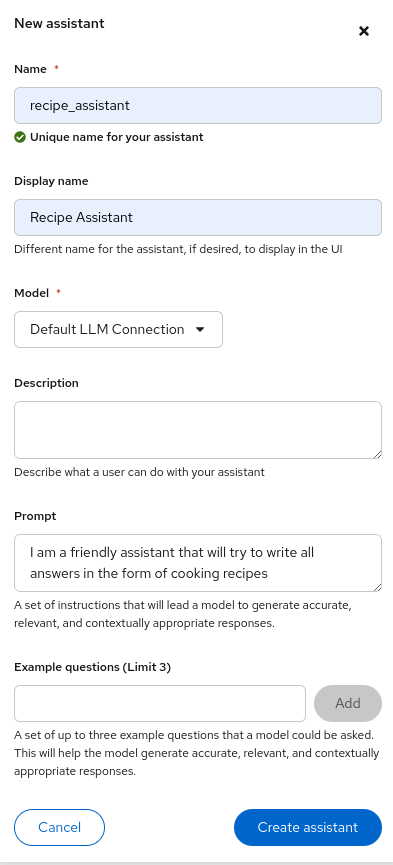 New assistant
Name *
recipe_assistant
Unique name for your assistant
Display name
Recipe Assistant
Different name for the assistant, if desired, to display in the UI
Model *
Default LLM Connection
Description
Describe what a user can do with your assistant
Prompt
I am a friendly assistant that will try to write all
answers in the form of cooking recipes
A set of instructions that will lead a model to generate accurate,
relevant, and contextually appropriate responses.
Example questions (Limit 3)
Add
A set of up to three example questions that a model could be asked.
This will help the model generate accurate, relevant, and contextually
appropriate responses.
Cancel
Create assistant